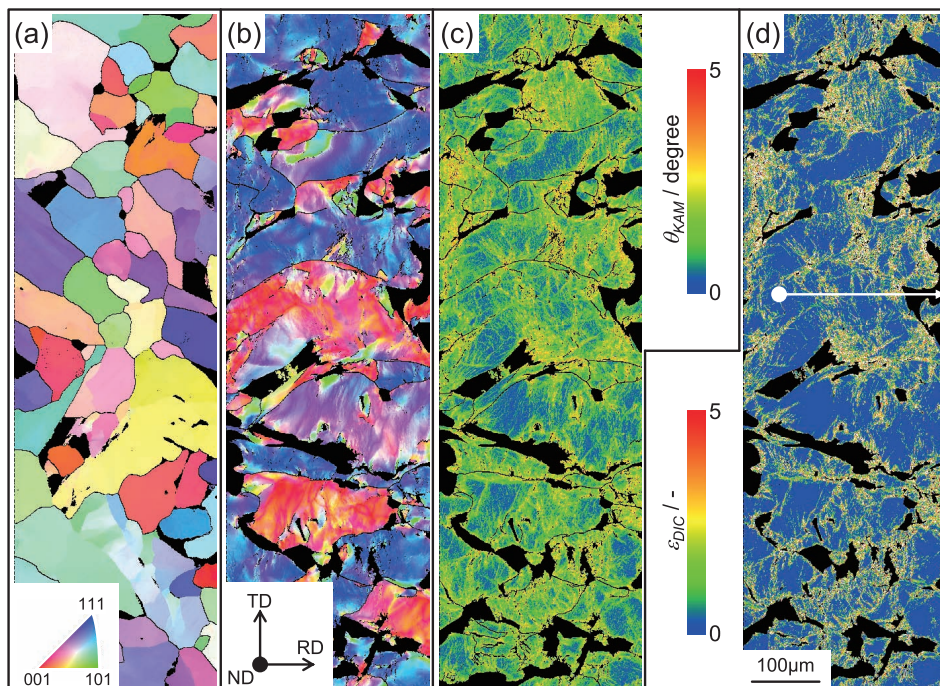 (a)
(b)
(c)
(d)
5
θKAM / degree
0
5
εDIC / -
0
111
001
101
TD
RD
ND
100μm